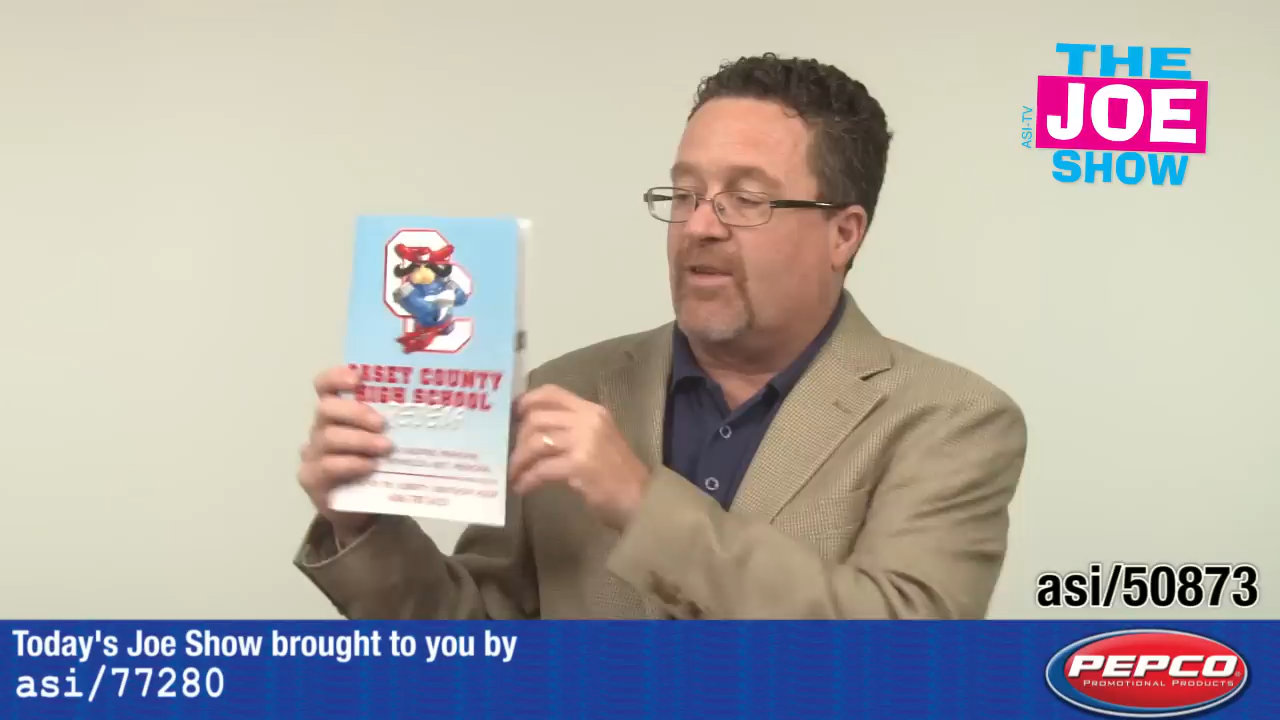 THE
ASI-TV
JOE
SHOW
COUNTY
HIGH SCHOOL
asi/50873
Today's Joe Show brought to you by
asi/77280
PEPCO®
PROMOTIONAL PRODUCTS